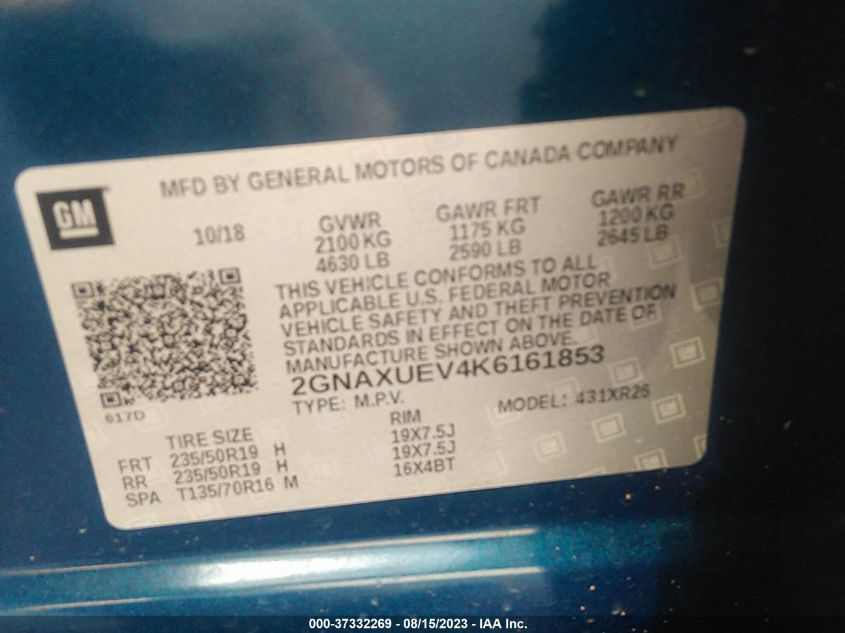 MFD BY GENERAL MOTORS OF CANADA COMPANY
GM
10/18
GVWR
2100 KG
4630 LB
GAWR FRT
1175 KG
2590 LB
GAWR RR
1200 KG
2645 LB
THIS VEHICLE CONFORMS TO ALL
APPLICABLE U.S. FEDERAL MOTOR
VEHICLE SAFETY AND THEFT PREVENTION
STANDARDS IN EFFECT ON THE DATE OF
MANUFACTURE SHOWN ABOVE.
2GNAXUEV4K6161853
TYPE: M.P.V. MODEL: 431XR26
617D
TIRE SIZE RIM
FRT 235/50R19 H 19X7.5J
RR 235/50R19 H 19X7.5J
SPA T135/70R16 M 16X4BT
000-37332269 - 08/15/2023 - IAA Inc.